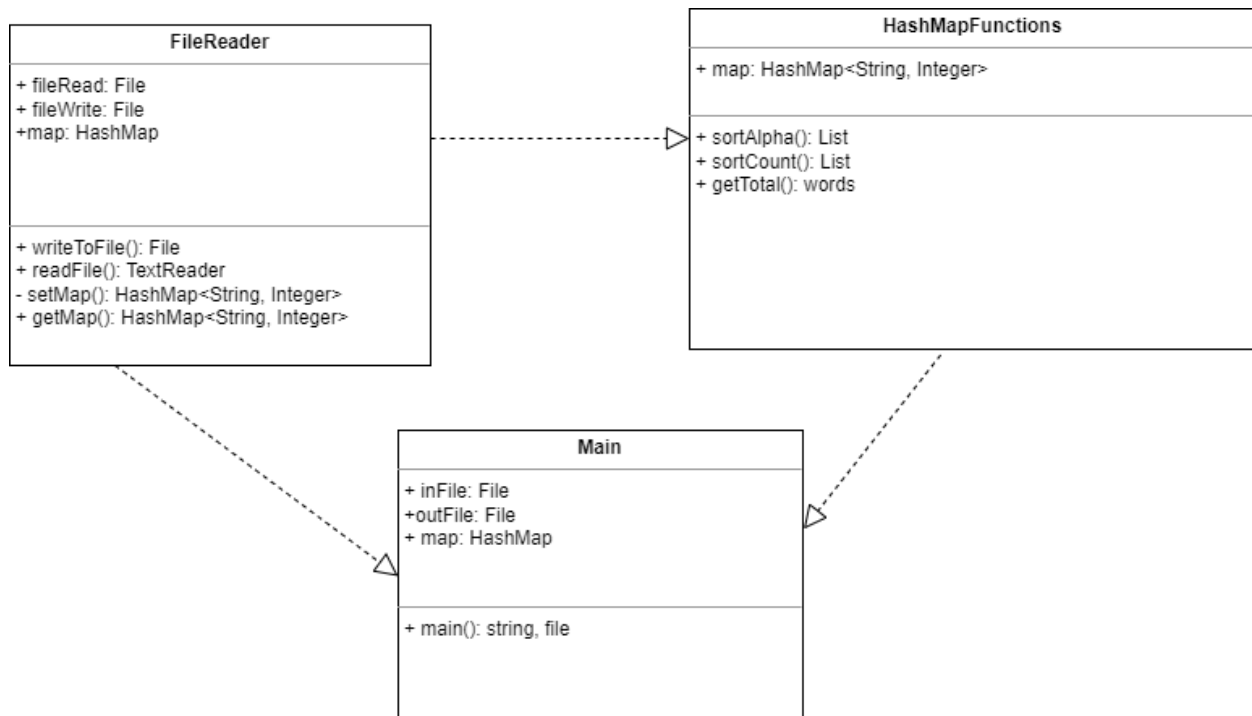 FileReader
+ fileRead: File
+ fileWrite: File
+map: HashMap
+ writeToFile(): File
+ readFile(): TextReader
- setMap(): HashMap<String, Integer>
+ getMap(): HashMap<String, Integer>
HashMapFunctions
+ map: HashMap<String, Integer>
+ sortAlpha(): List
+ sortCount(): List
+ getTotal(): words
Main
+ inFile: File
+outFile: File
+ map: HashMap
+ main(): string, file